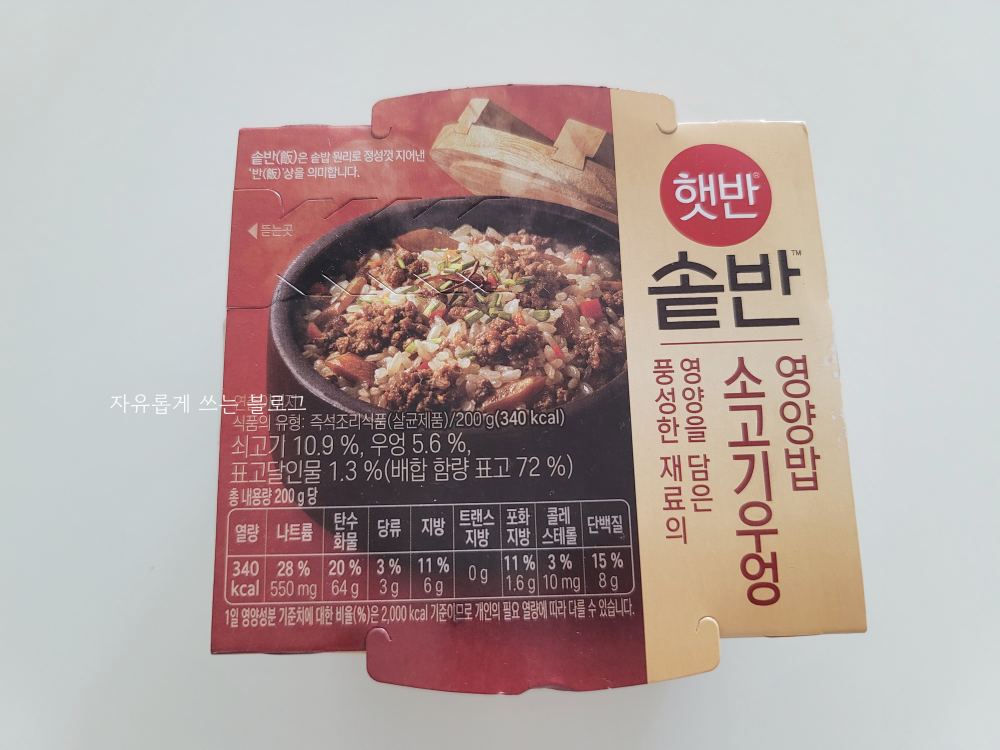 솥반(飯)은 솥밥 원리로 정성껏 지어낸
'반(飯)'상을 의미합니다.
◀뜯는곳
햇반®
솥반™
소고기우엉
영양밥
영양을 담은
풍성한 재료의
자유롭게 쓰는 블로그
식품의 유형: 즉석조리식품(살균제품)/200 g(340 kcal)
쇠고기 10.9 %, 우엉 5.6 %,
표고달인물 1.3 %(배합 함량 표고 72 %)
총 내용량 200 g당
열량 나트륨 탄수화물 당류 지방 트랜스지방 포화지방 콜레스테롤 단백질
340 kcal 28 % 550 mg 20 % 64 g 3 % 3 g 11 % 6 g 0 g 11 % 1.6 g 3 % 10 mg 15 % 8 g
1일 영양성분 기준치에 대한 비율(%)은 2,000 kcal 기준이므로 개인의 필요 열량에 따라 다를 수 있습니다.